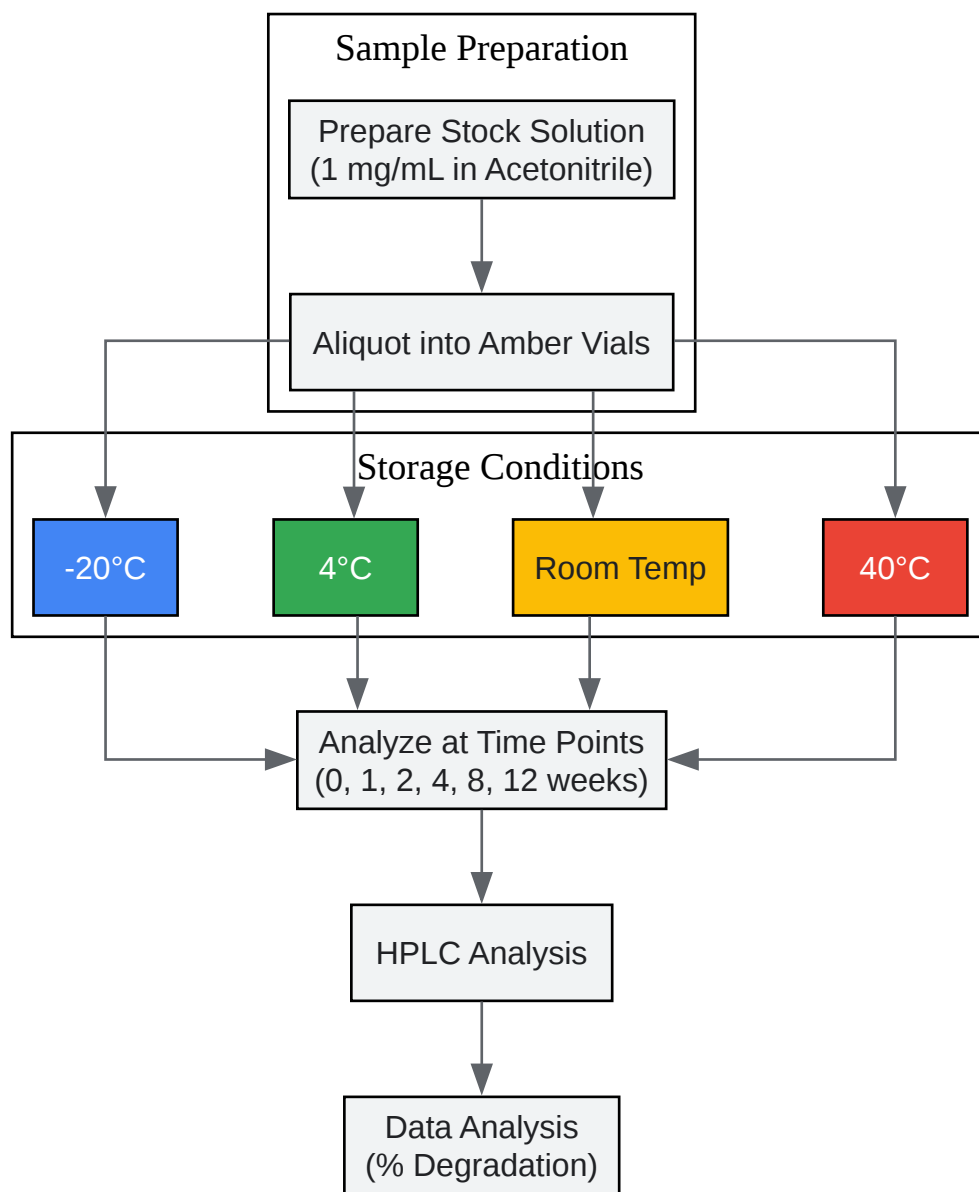 Sample Preparation
Prepare Stock Solution
(1 mg/mL in Acetonitrile)
Aliquot into Amber Vials
Storage Conditions
-20°C
4°C
Room Temp
40°C
Analyze at Time Points
(0, 1, 2, 4, 8, 12 weeks)
HPLC Analysis
Data Analysis
(% Degradation)